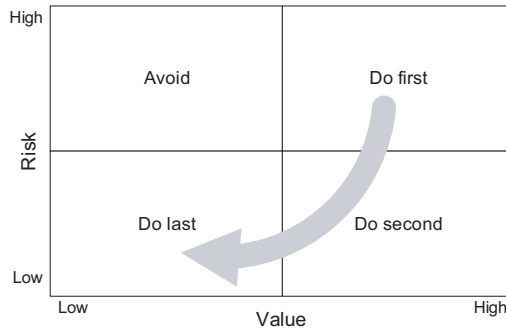 High
Avoid
Do first
Risk
Do last
Do second
Low
Low
High
Value